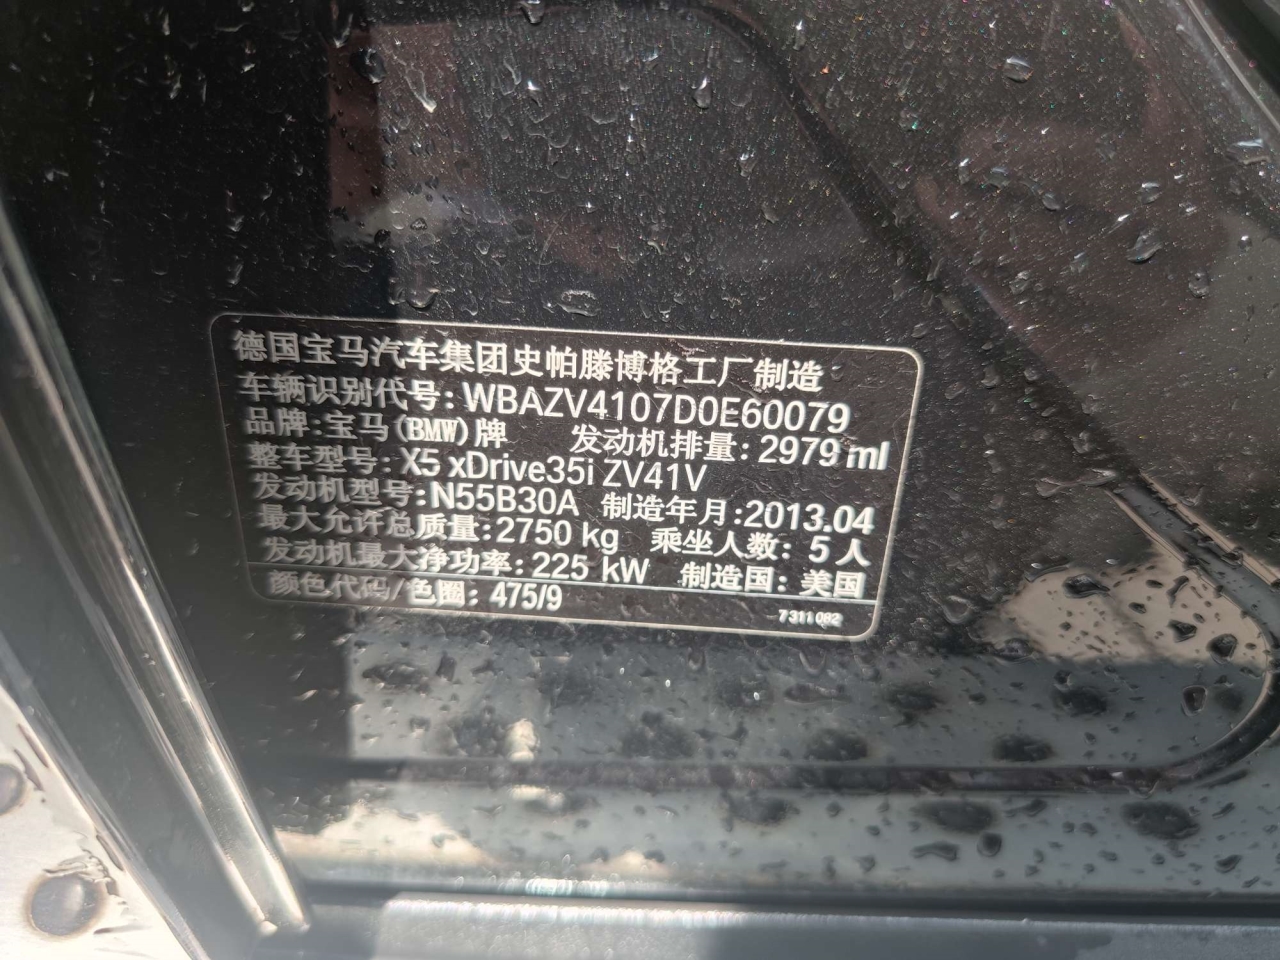 德国宝马汽车集团史帕滕博格工厂制造
车辆识别代号: WBAZV4107D0E60079
品牌: 宝马(BMW)牌 发动机排量: 2979 ml
整车型号: X5 xDrive35i ZV41V
发动机型号: N55B30A 制造年月: 2013.04
最大允许总质量: 2750 kg 乘坐人数: 5人
发动机最大净功率: 225 kW 制造国: 美国
颜色代码/色圈: 475/9 7 311 082